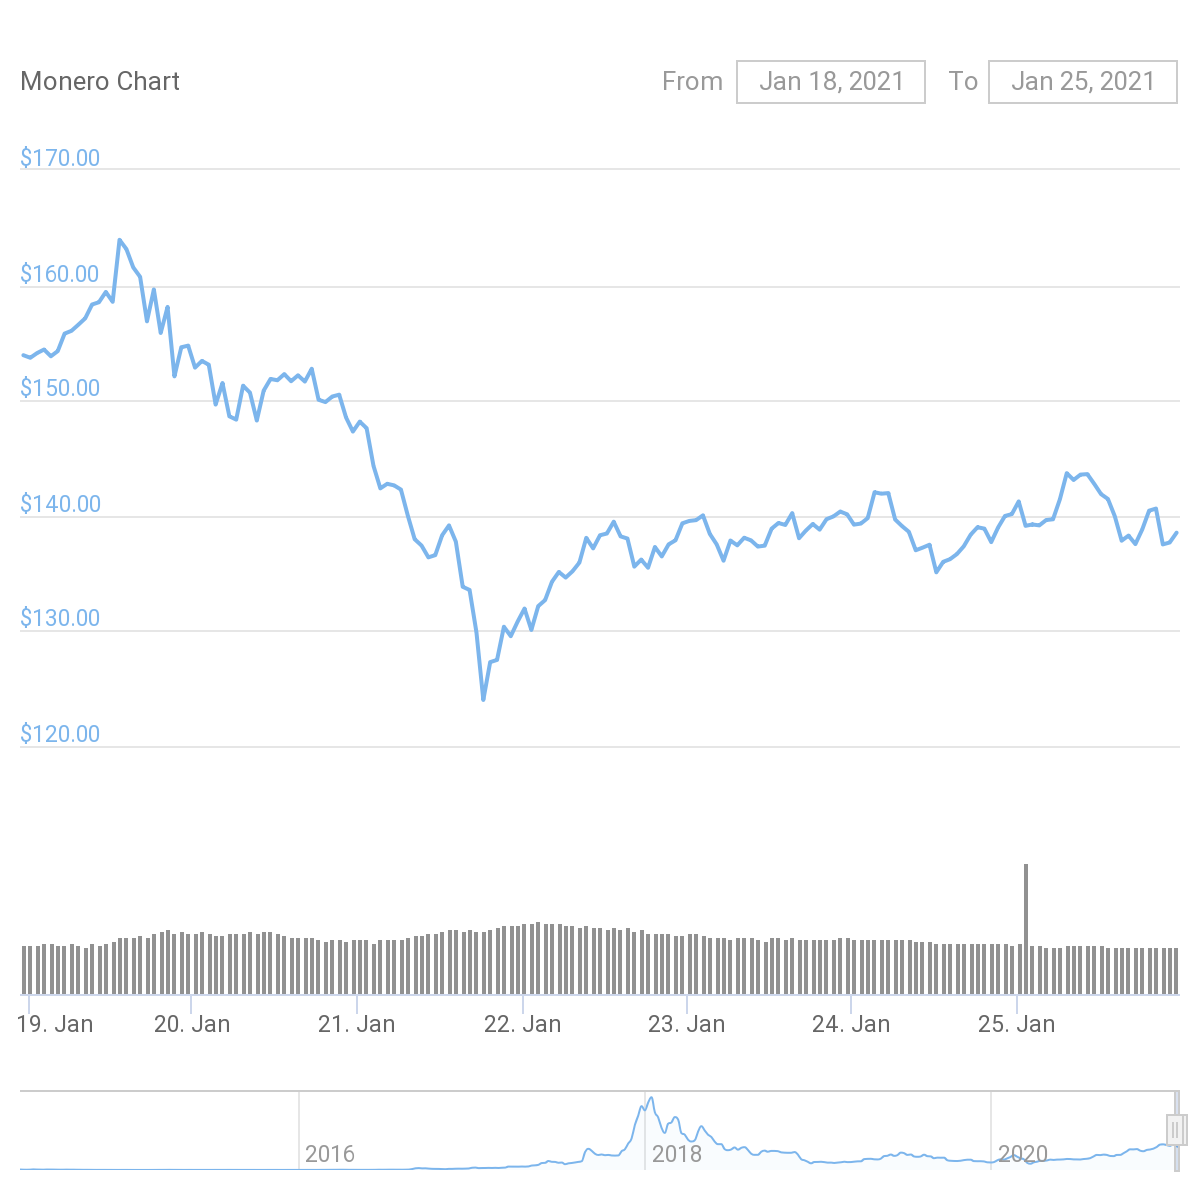 Monero Chart From Jan 18, 2021 To Jan 25, 2021
$170.00
$160.00
$150.00
$140.00
$130.00
$120.00
19. Jan 20. Jan 21. Jan 22. Jan 23. Jan 24. Jan 25. Jan
2016 2018 2020